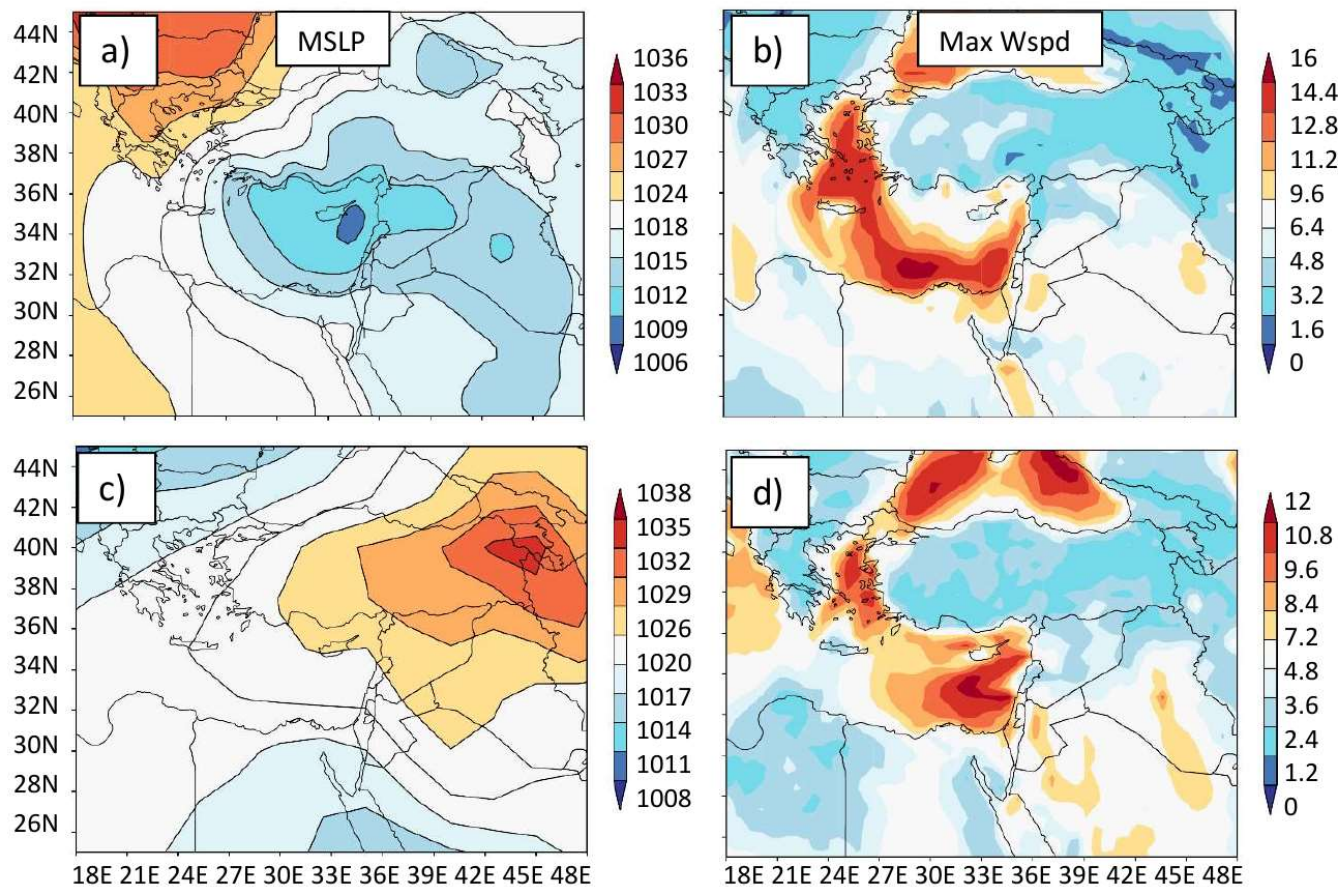 a)
MSLP
44N
42N
40N
38N
36N
34N
32N
30N
28N
26N
1036
1033
1030
1027
1024
1018
1015
1012
1009
1006
b)
Max Wspd
16
14.4
12.8
11.2
9.6
6.4
4.8
3.2
1.6
0
c)
44N
42N
40N
38N
36N
34N
32N
30N
28N
26N
18E 21E 24E 27E 30E 33E 36E 39E 42E 45E 48E
1038
1035
1032
1029
1026
1020
1017
1014
1011
1008
d)
18E 21E 24E 27E 30E 33E 36E 39E 42E 45E 48E
12
10.8
9.6
8.4
7.2
4.8
3.6
2.4
1.2
0